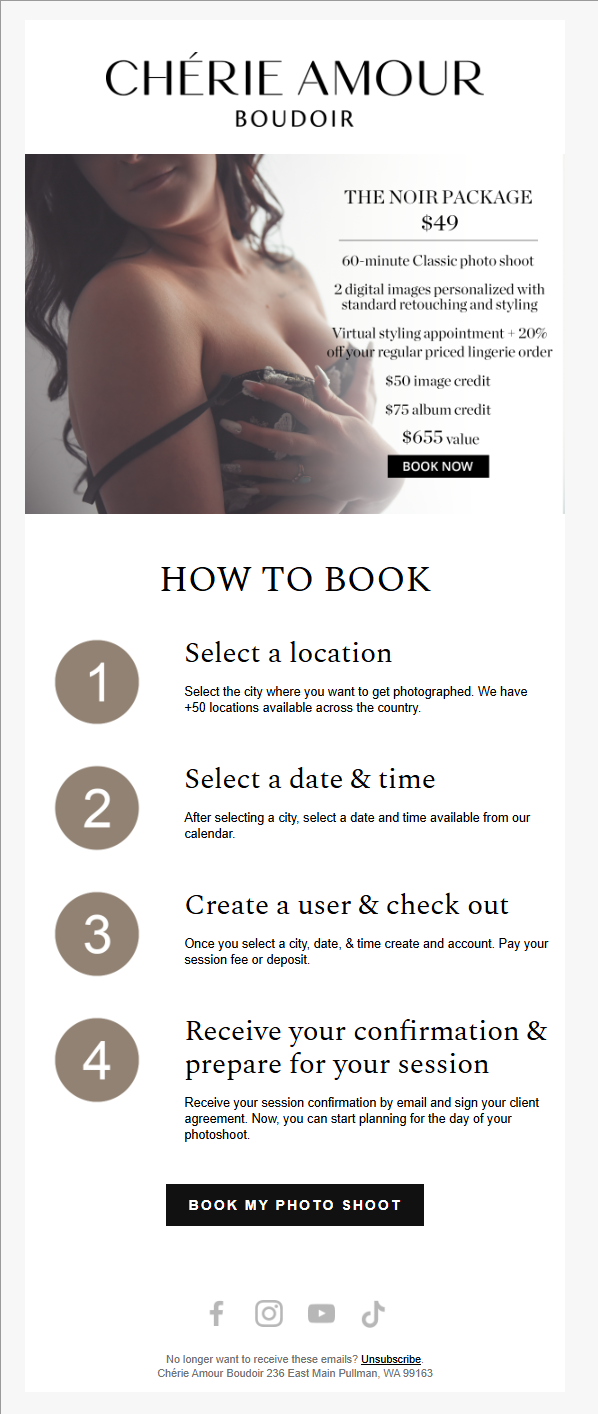 CHÉRIE AMOUR
BOUDOIR
THE NOIR PACKAGE
$49
60-minute Classic photo shoot
2 digital images personalized with
standard retouching and styling
Virtual styling appointment + 20%
off your regular priced lingerie order
$50 image credit
$75 album credit
$655 value
BOOK NOW
HOW TO BOOK
1
Select a location
Select the city where you want to get photographed. We have
+50 locations available across the country.
2
Select a date & time
After selecting a city, select a date and time available from our
calendar.
3
Create a user & check out
Once you select a city, date, & time create and account. Pay your
session fee or deposit.
4
Receive your confirmation &
prepare for your session
Receive your session confirmation by email and sign your client
agreement. Now, you can start planning for the day of your
photoshoot.
BOOK MY PHOTO SHOOT
No longer want to receive these emails? Unsubscribe.
Chérie Amour Boudoir 236 East Main Pullman, WA 99163